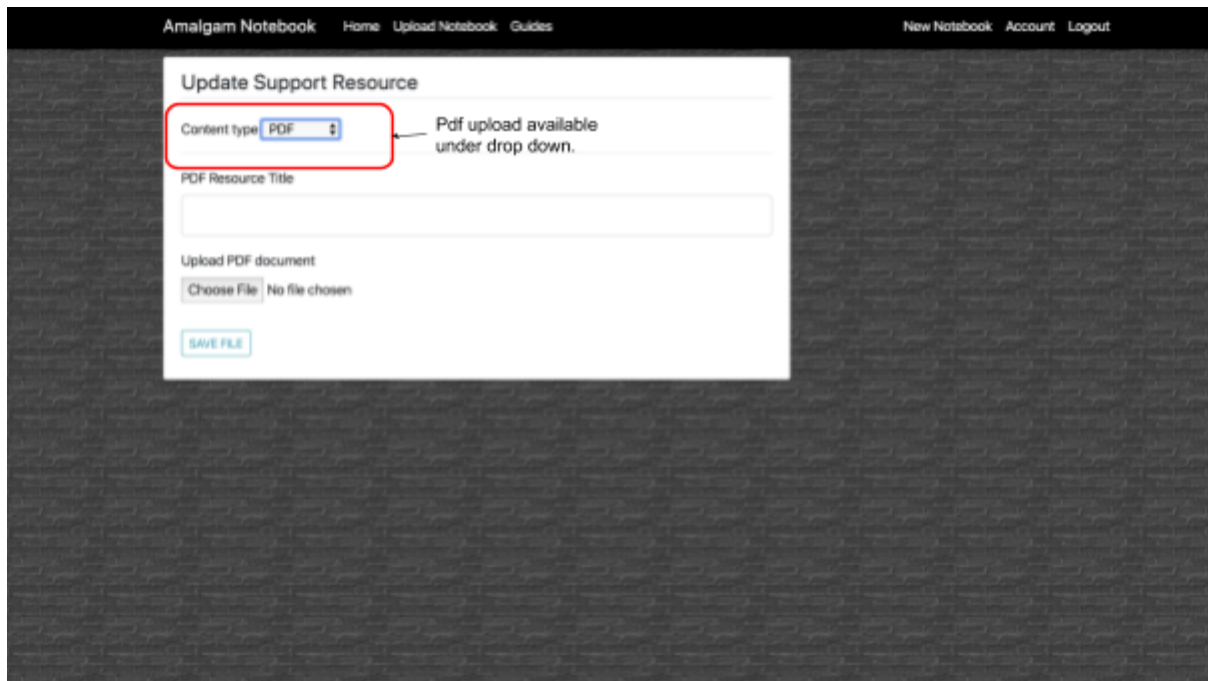 Amalgam Notebook Home Upload Notebook Guides New Notebook Account Logout
Update Support Resource
Content type PDF
Pdf upload available
under drop down.
PDF Resource Title
Upload PDF document
Choose File No file chosen
SAVE FILE